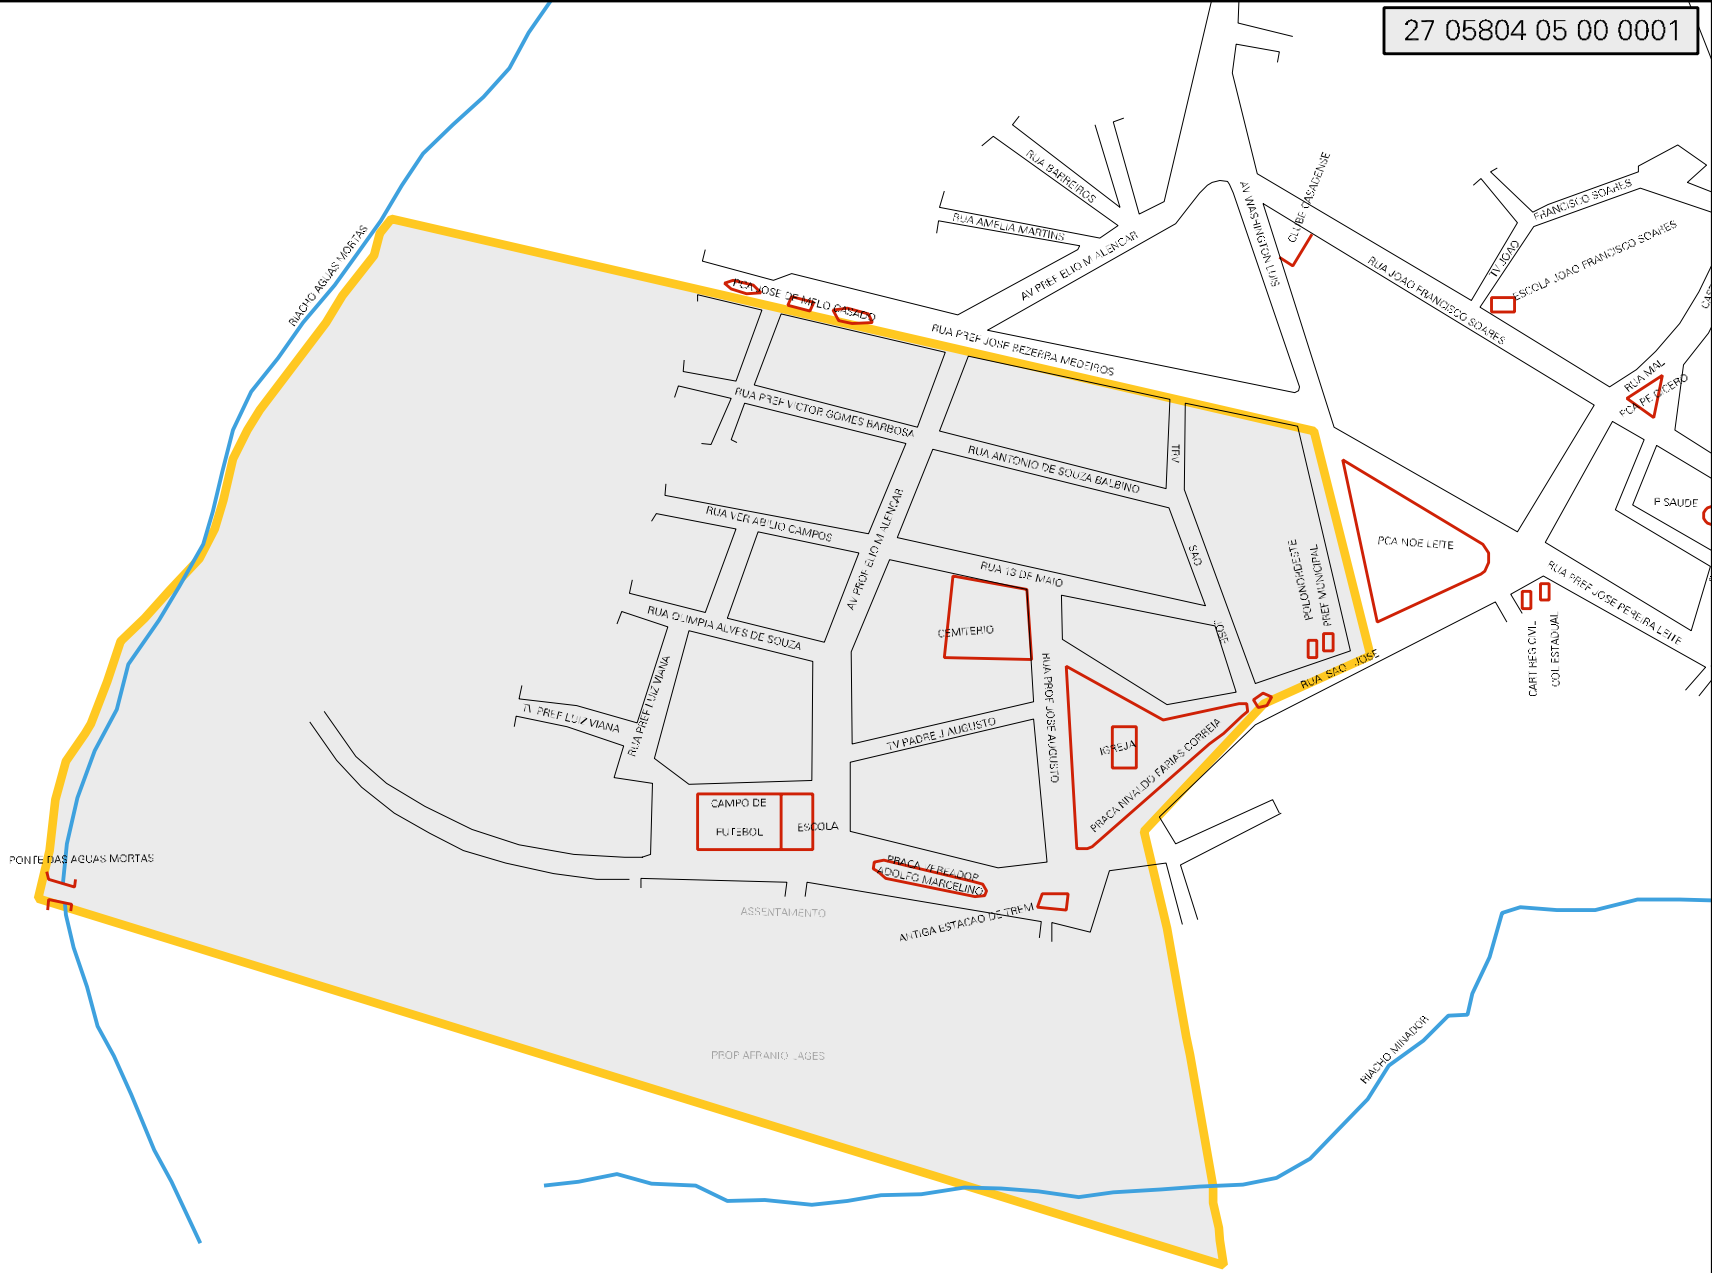 27 05804 05 00 0001
RUA BARREIROS
RUA AMELIA MARTINS
AV PREF ELIO M ALENCAR
AV WASHINGTON LUIS
CLUBE CASADENSE
FRANCISCO SOARES
TV JOAO
ESCOLA JOAO FRANCISCO SOARES
RUA JOAO FRANCISCO SOARES
RIACHO AGUAS MORTAS
PCA JOSE DE MELO CASADO
RUA PREF JOSE BEZERRA MEDEIROS
RUA MAL
PCA PE CICERO
RUA PREF VICTOR GOMES BARBOSA
RUA ANTONIO DE SOUZA BALBINO
TRV
SAO
JOSE
P SAUDE
RUA VER ABILIO CAMPOS
AV PROF ELIO M ALENCAR
RUA 13 DE MAIO
PCA NOE LEITE
POLONORDESTE
PREF MUNICIPAL
RUA PREF JOSE PEREIRA LEITE
CART REG CIVIL
COL ESTADUAL
RUA OLIMPIA ALVES DE SOUZA
CEMITERIO
RUA SAO JOSE
RUA PREF LUIZ VIANA
TV PREF LUIZ VIANA
TV PADRE J AUGUSTO
RUA PROF JOSE AUGUSTO
IGREJA
PRACA NIVALDO FARIAS CORREIA
CAMPO DE
FUTEBOL
ESCOLA
PONTE DAS AGUAS MORTAS
PRACA VEREADOR
ADOLFO MARCELINO
ANTIGA ESTACAO DE TREM
ASSENTAMENTO
PROP AFRANIO LAGES
RIACHO MINADOR